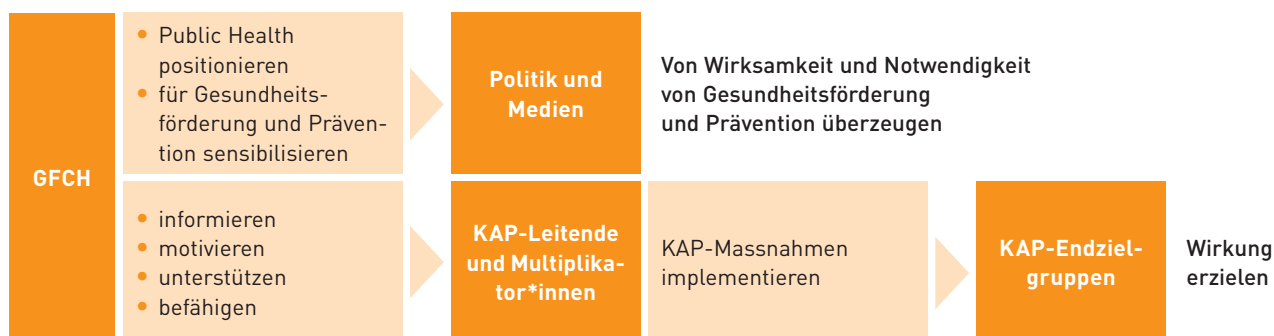 GFCH
• Public Health
positionieren
• für Gesundheits-
förderung und Präven-
tion sensibilisieren
Politik und
Medien
Von Wirksamkeit und Notwendigkeit
von Gesundheitsförderung
und Prävention überzeugen
• informieren
• motivieren
• unterstützen
• befähigen
KAP-Leitende
und Multiplika-
tor*innen
KAP-Massnahmen
implementieren
KAP-Endziel-
gruppen
Wirkung
erzielen